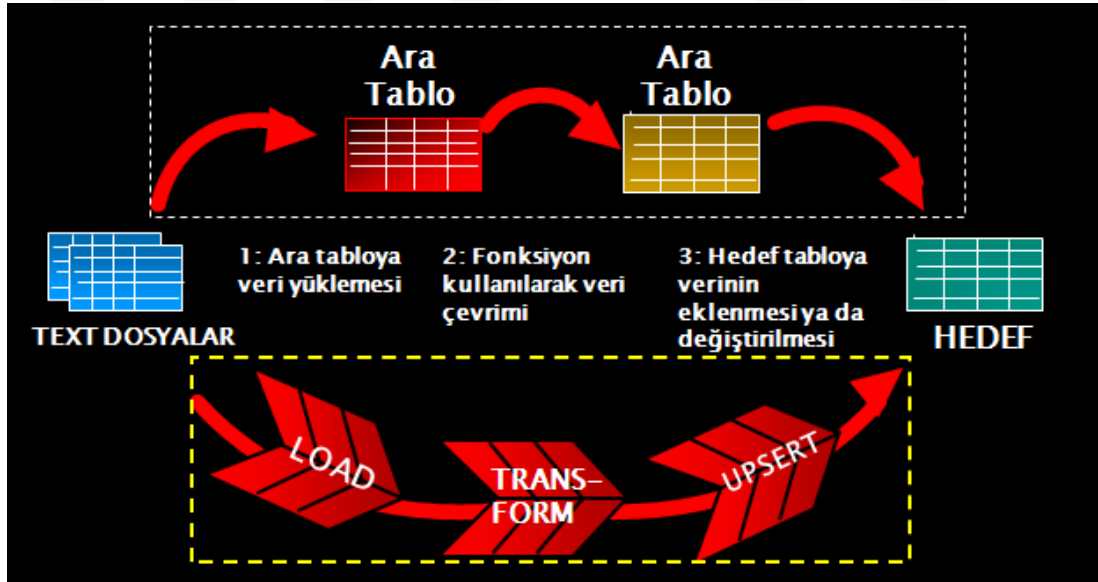 Ara
Tablo
Ara
Tablo
1: Ara tabloya
veri yüklemesi
2: Fonksiyon
kullanılarak veri
çevrimi
3: Hedef tabloya
verinin
eklenmesi ya da
değiştirilmesi
TEXT DOSYALAR
HEDEF
LOAD
TRANS-
FORM
UPSERT